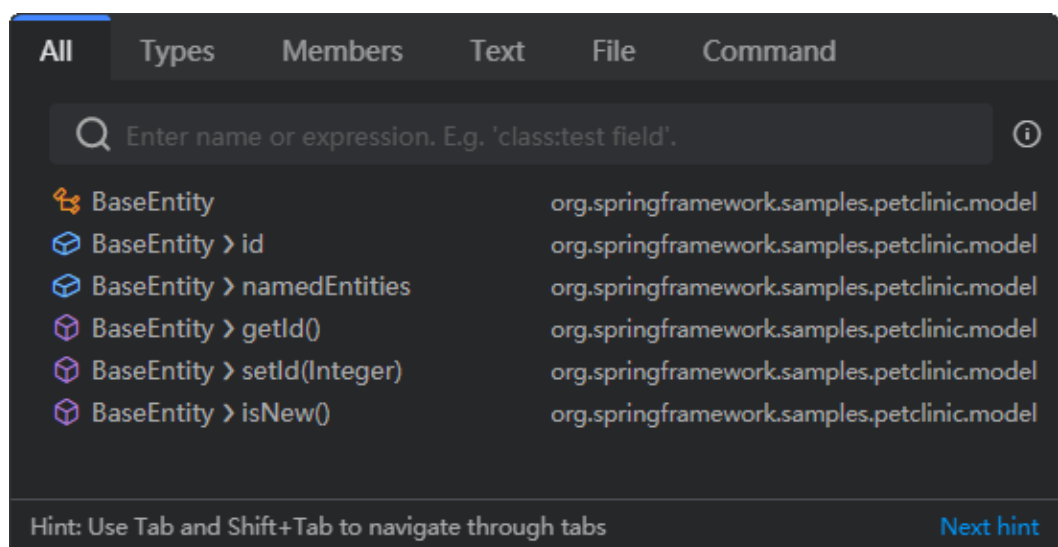 All Types Members Text File Command
Enter name or expression. E.g. 'class:test field'.
BaseEntity org.springframework.samples.petclinic.model
BaseEntity > id org.springframework.samples.petclinic.model
BaseEntity > namedEntities org.springframework.samples.petclinic.model
BaseEntity > getId() org.springframework.samples.petclinic.model
BaseEntity > setId(Integer) org.springframework.samples.petclinic.model
BaseEntity > isNew() org.springframework.samples.petclinic.model
Hint: Use Tab and Shift+Tab to navigate through tabs Next hint